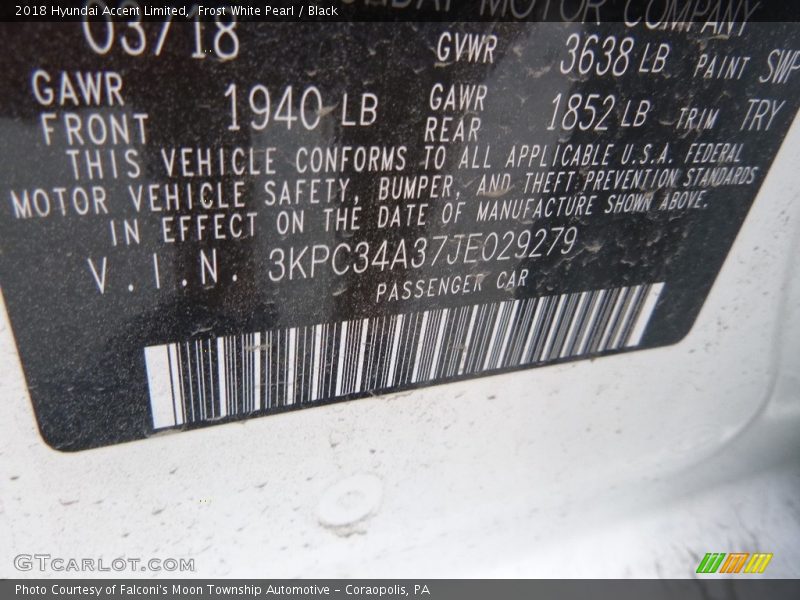 2018 Hyundai Accent Limited, Frost White Pearl / Black
MOTOR COMPANY
03/18
GVWR 3638 LB
PAINT SWP
GAWR FRONT 1940 LB
GAWR REAR 1852 LB
TRIM TRY
THIS VEHICLE CONFORMS TO ALL APPLICABLE U.S.A. FEDERAL
MOTOR VEHICLE SAFETY, BUMPER, AND THEFT PREVENTION STANDARDS
IN EFFECT ON THE DATE OF MANUFACTURE SHOWN ABOVE.
V.I.N. 3KPC34A37JE029279
PASSENGER CAR
GTCARLOT.COM
Photo Courtesy of Falconi's Moon Township Automotive – Coraopolis, PA